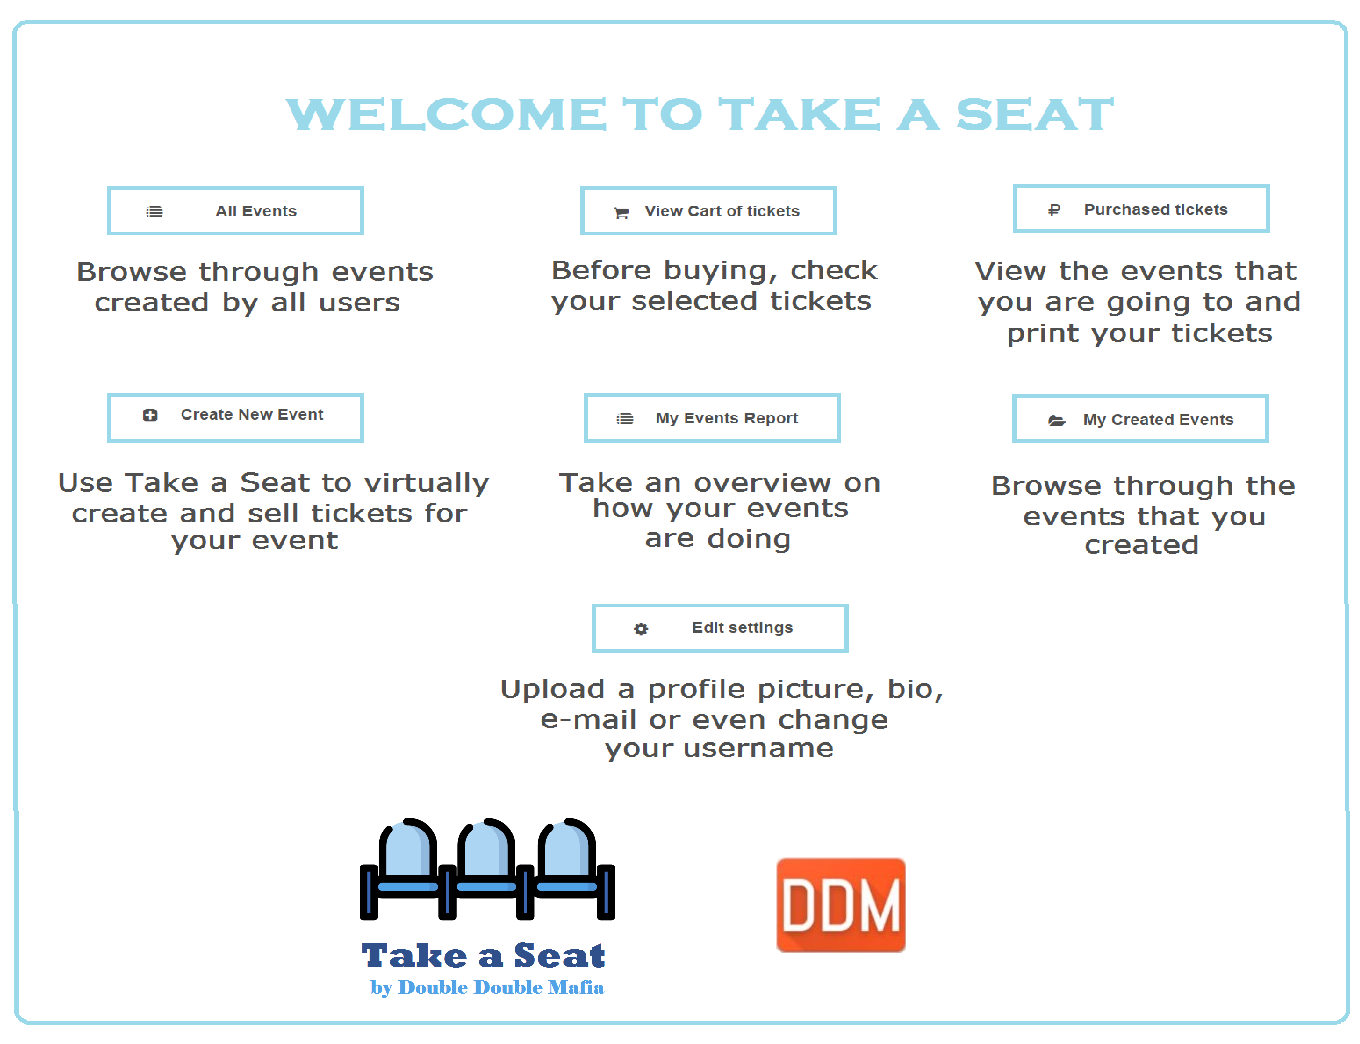 WELCOME TO TAKE A SEAT
All Events
Browse through events
created by all users
View Cart of tickets
Before buying, check
your selected tickets
Purchased tickets
View the events that
you are going to and
print your tickets
Create New Event
Use Take a Seat to virtually
create and sell tickets for
your event
My Events Report
Take an overview on
how your events
are doing
My Created Events
Browse through the
events that you
created
Edit settings
Upload a profile picture, bio,
e-mail or even change
your username
Take a Seat
by Double Double Mafia
DDM